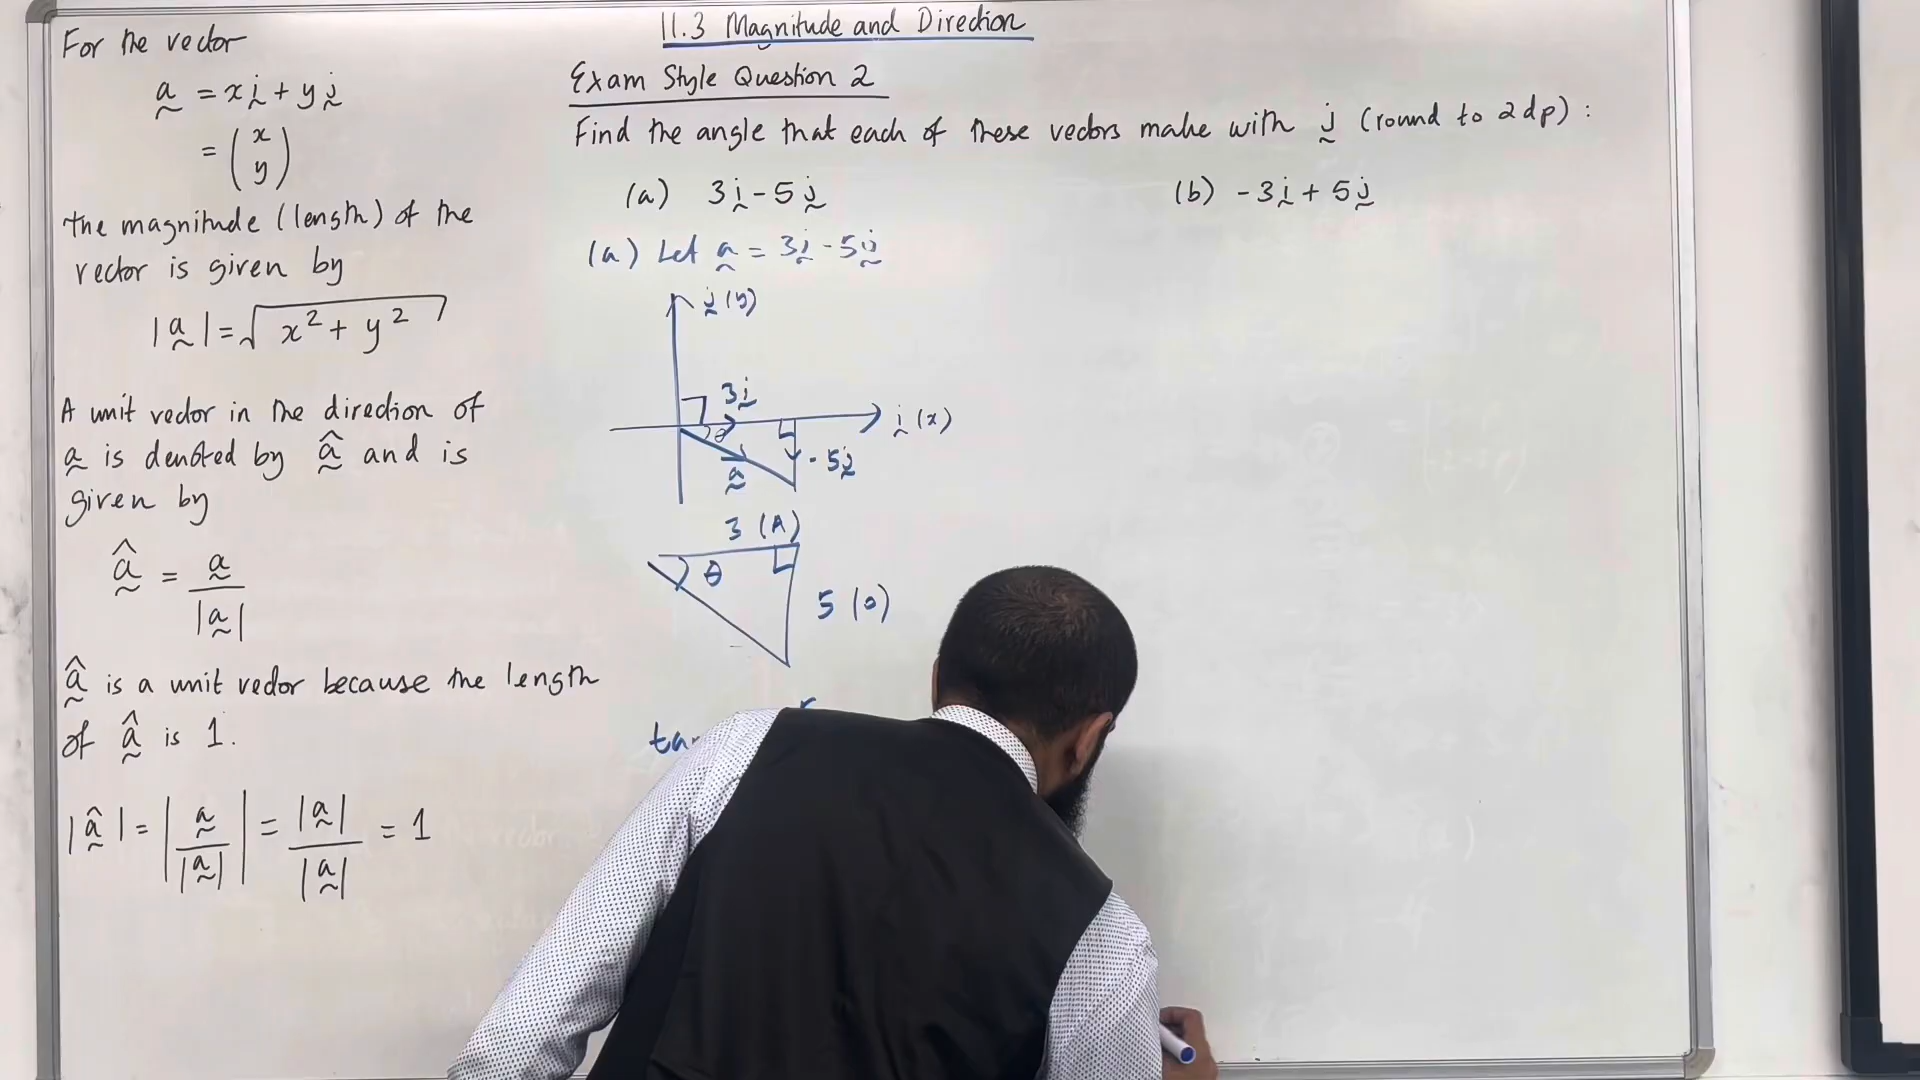 For the vector
a = xi + yj
= (x
y)
the magnitude (length) of the
vector is given by
|a| = √x² + y²
A unit vector in the direction of
a is denoted by â and is
given by
â = a
|a|
â is a unit vector because the length
of â is 1.
|â| = |a / |a|| = |a| / |a| = 1
11.3 Magnitude and Direction
Exam Style Question 2
Find the angle that each of these vectors make with j (round to 2dp) :
(a) 3i - 5j
(b) -3i + 5j
(a) Let a = 3i - 5j
j (y)
3i
i (x)
θ
-5j
a
3 (A)
θ
5 (O)